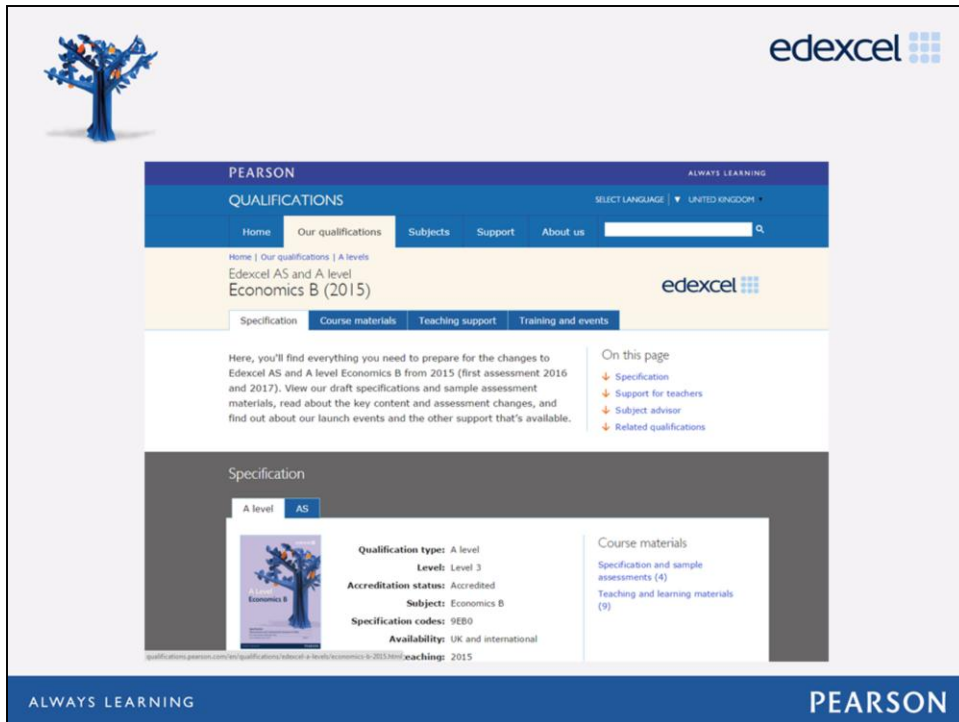 edexcel
PEARSON
ALWAYS LEARNING
QUALIFICATIONS
SELECT LANGUAGE | ▼ UNITED KINGDOM
Home Our qualifications Subjects Support About us
Home | Our qualifications | A levels
Edexcel AS and A level
Economics B (2015)
edexcel
Specification Course materials Teaching support Training and events
Here, you'll find everything you need to prepare for the changes to
Edexcel AS and A level Economics B from 2015 (first assessment 2016
and 2017). View our draft specifications and sample assessment
materials, read about the key content and assessment changes, and
find out about our launch events and the other support that's available.
On this page
Specification
Support for teachers
Subject advisor
Related qualifications
Specification
A level AS
A Level
Economics B
Qualification type: A level
Level: Level 3
Accreditation status: Accredited
Subject: Economics B
Specification codes: 9EB0
Availability: UK and international
eaching: 2015
Course materials
Specification and sample
assessments (4)
Teaching and learning materials
(9)
qualifications.pearson.com/en/qualifications/edexcel-a-levels/economics-b-2015.html
ALWAYS LEARNING
PEARSON